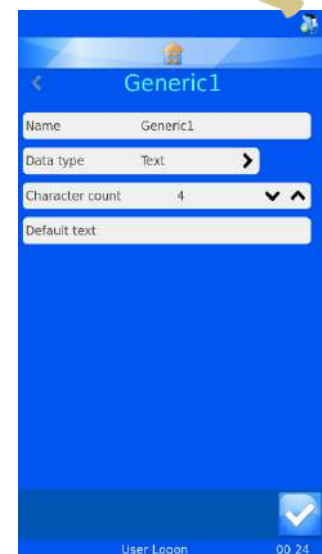 Generic1
Name Generic1
Data type Text
Character count 4
Default text
User Logon 00 24